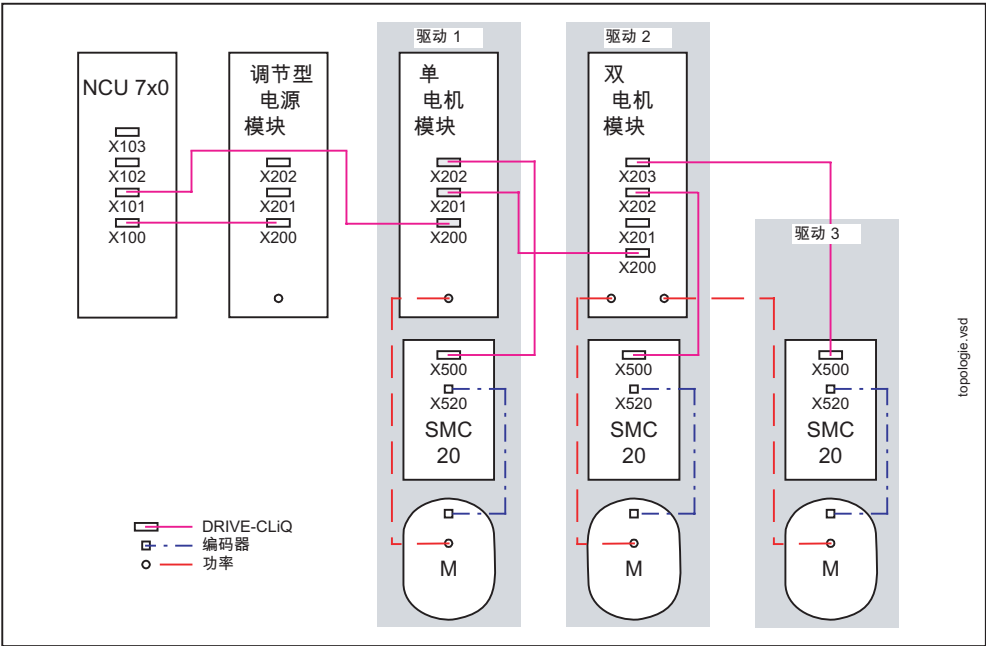 驱动 1
驱动 2
NCU 7x0
X103
X102
X101
X100
调节型
电源
模块
X202
X201
X200
单
电机
模块
X202
X201
X200
双
电机
模块
X203
X202
X201
X200
驱动 3
X500
X520
SMC
20
M
X500
X520
SMC
20
M
X500
X520
SMC
20
M
DRIVE-CLiQ
编码器
功率
topologie.vsd